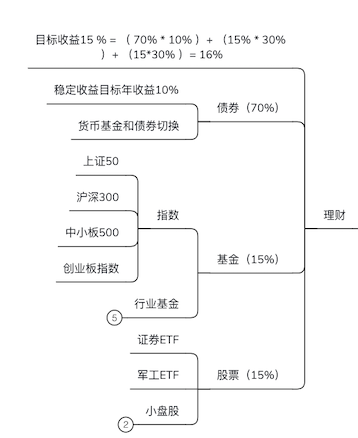 目标收益15 % = （ 70% * 10% ） + （15% * 30%
） + （15*30% ）= 16%
稳定收益目标年收益10%
货币基金和债券切换
债券（70%）
上证50
沪深300
中小板500
创业板指数
指数
行业基金
5
基金（15%）
证券ETF
军工ETF
小盘股
2
股票（15%）
理财